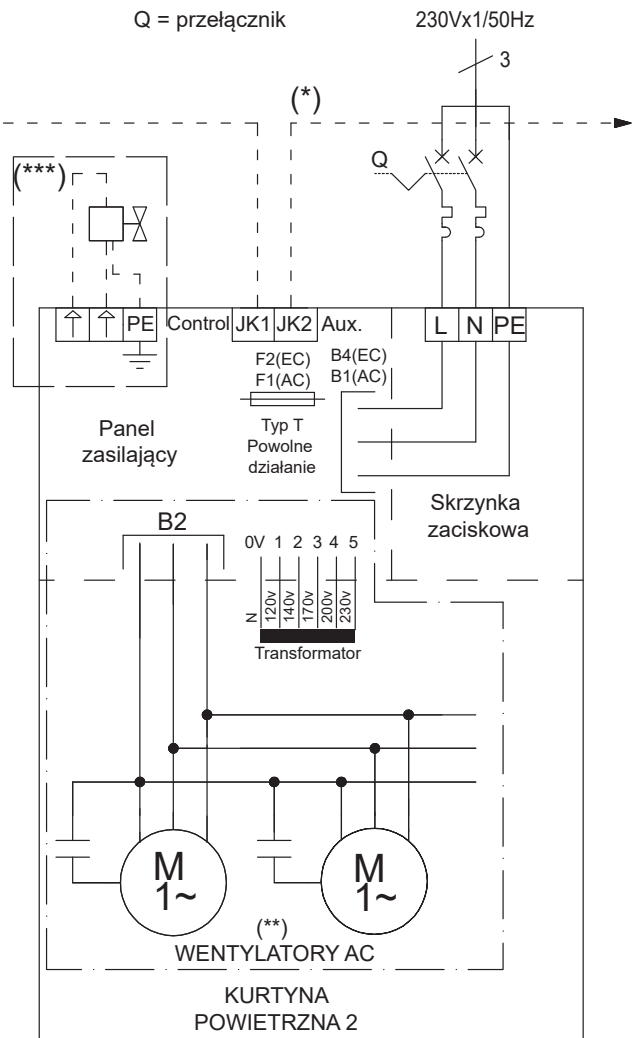 Q = przełącznik
230Vx1/50Hz
3
(*)
(***)
Q
PE
Control
JK1
JK2
Aux.
L
N
PE
F2(EC)
F1(AC)
B4(EC)
B1(AC)
Typ T
Powolne
działanie
Panel
zasilający
Skrzynka
zaciskowa
B2
0V 1 2 3 4 5
N 120v 140v 170v 200v 230v
Transformator
M
1~
M
1~
(**)
WENTYLATORY AC
KURTYNA
POWIETRZNA 2